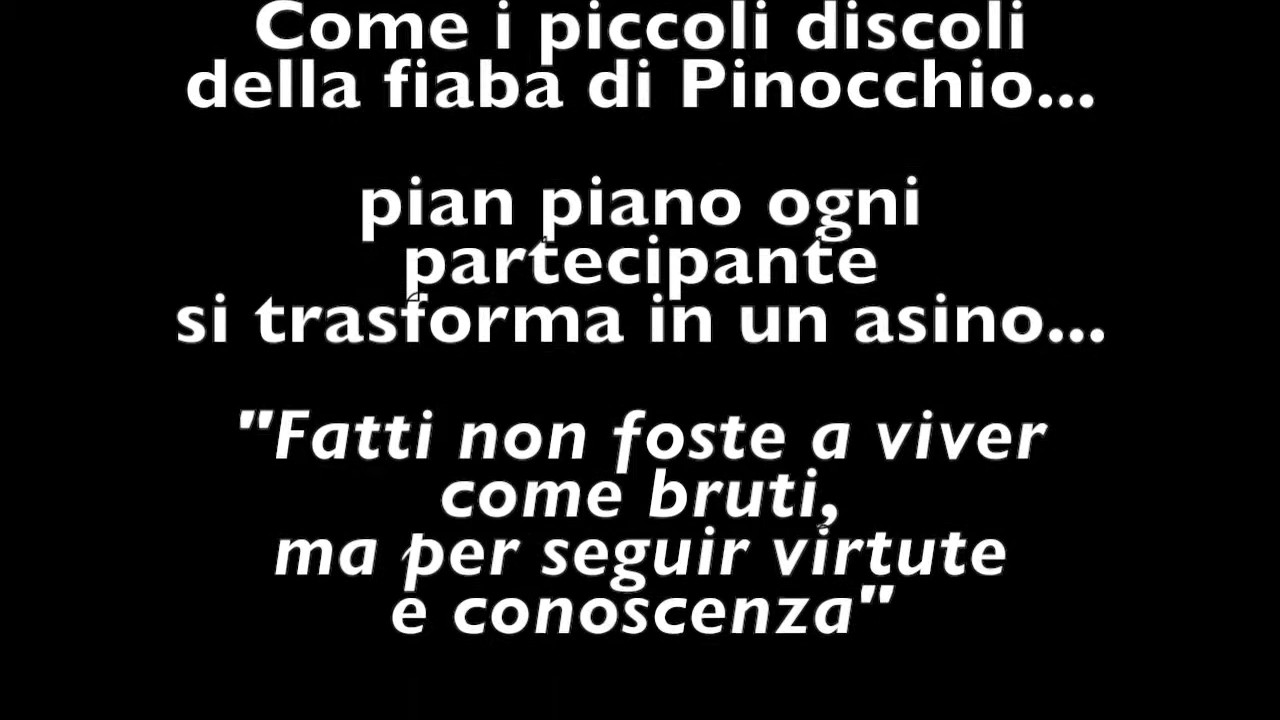 Come i piccoli discoli
della fiaba di Pinocchio...
pian piano ogni
partecipante
si trasforma in un asino...
"Fatti non foste a viver
come bruti,
ma per seguir virtute
e conoscenza"